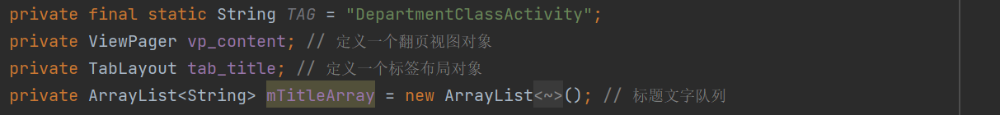 private final static String TAG = "DepartmentClassActivity";
private ViewPager vp_content; // 定义一个翻页视图对象
private TabLayout tab_title; // 定义一个标签布局对象
private ArrayList<String> mTitleArray = new ArrayList<~>(); // 标题文字队列